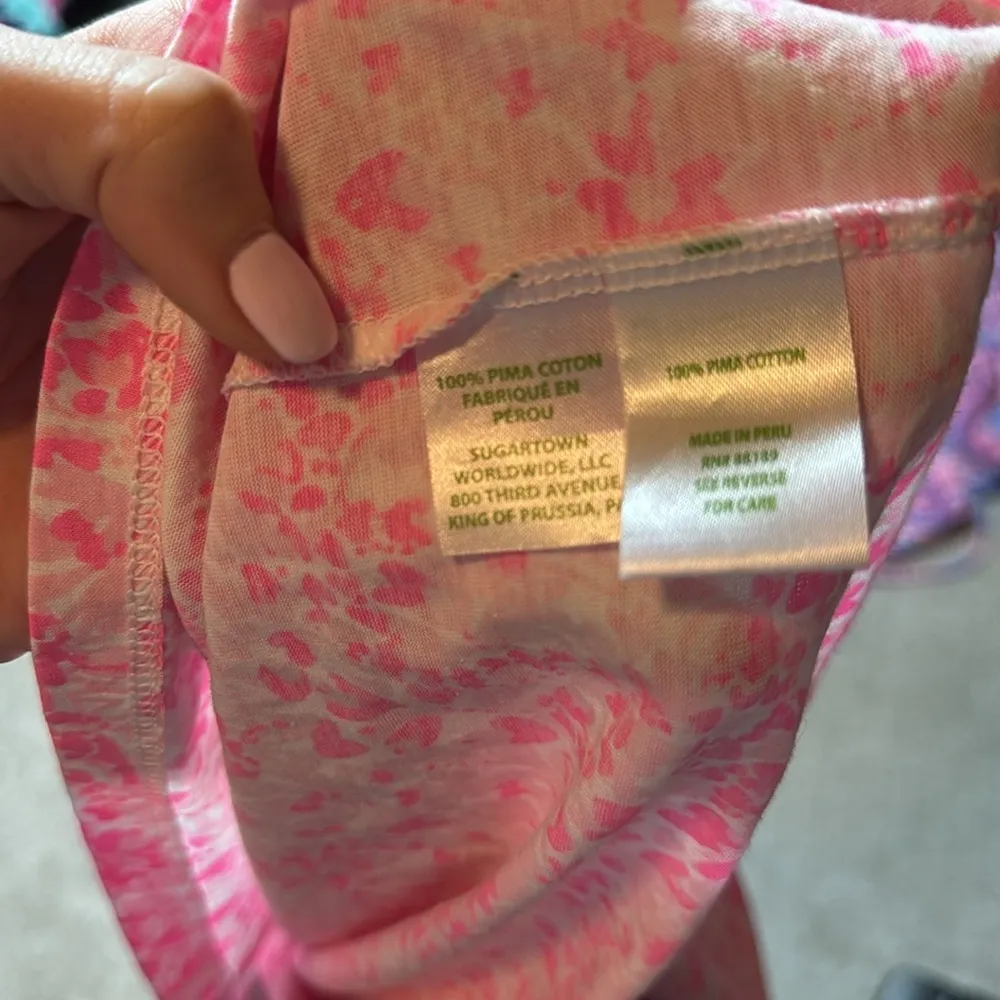 100% PIMA COTON
FABRIQUÉ EN
PÉROU
SUGARTOWN
WORLDWIDE, LLC
800 THIRD AVENUE
KING OF PRUSSIA, PA
100% PIMA COTTON
MADE IN PERU
RN# 86189
SEE REVERSE
FOR CARE